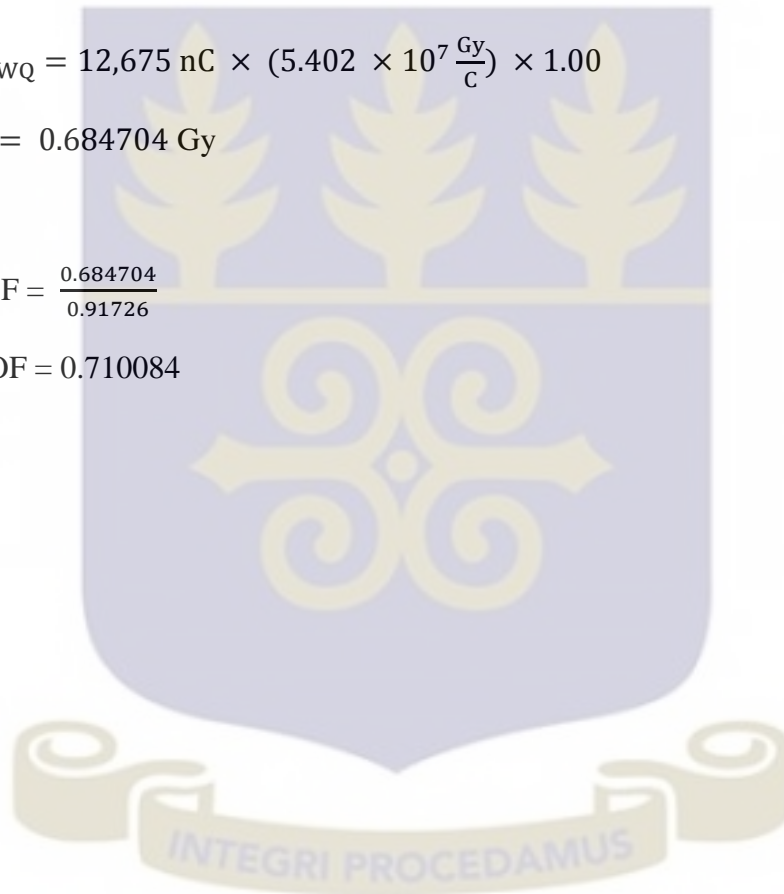 WQ = 12,675 nC × (5.402 × 10⁷ Gy/C) × 1.00
= 0.684704 Gy
F = 0.684704/0.91726
OF = 0.710084
INTEGRI PROCEDAMUS